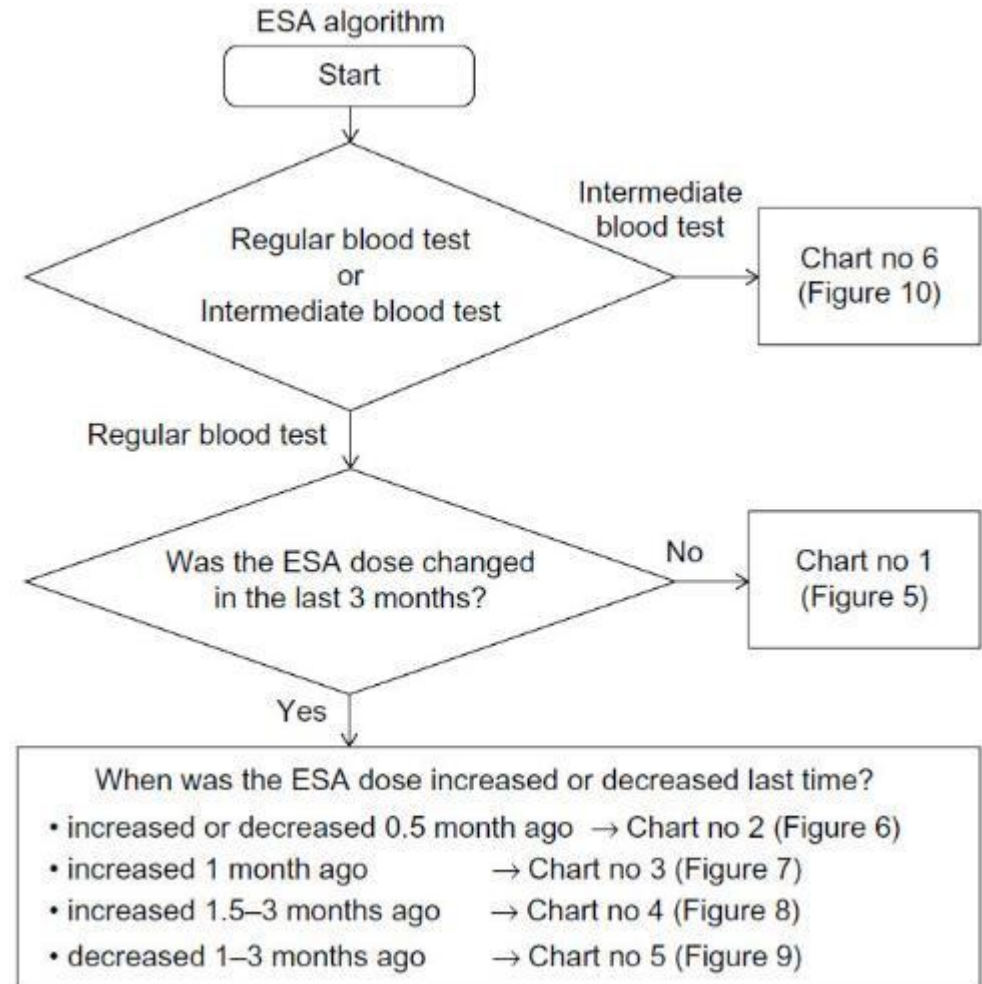 ESA algorithm
Start
Regular blood test
or
Intermediate blood test
Intermediate
blood test
Chart no 6
(Figure 10)
Regular blood test
Was the ESA dose changed
in the last 3 months?
No
Chart no 1
(Figure 5)
Yes
When was the ESA dose increased or decreased last time?
• increased or decreased 0.5 month ago → Chart no 2 (Figure 6)
• increased 1 month ago → Chart no 3 (Figure 7)
• increased 1.5–3 months ago → Chart no 4 (Figure 8)
• decreased 1–3 months ago → Chart no 5 (Figure 9)